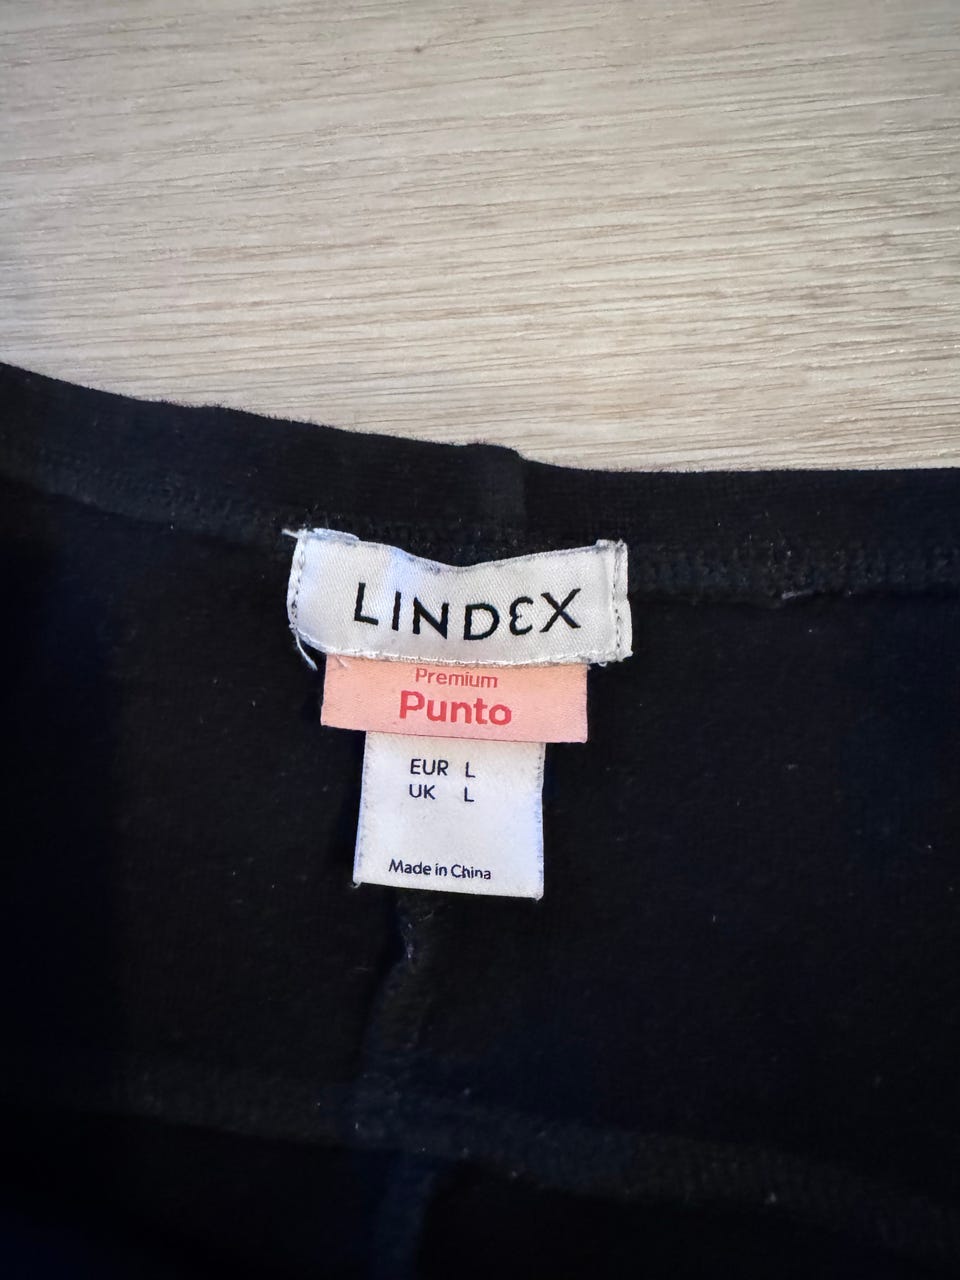 LINDEX
Premium
Punto
EUR L
UK L
Made in China